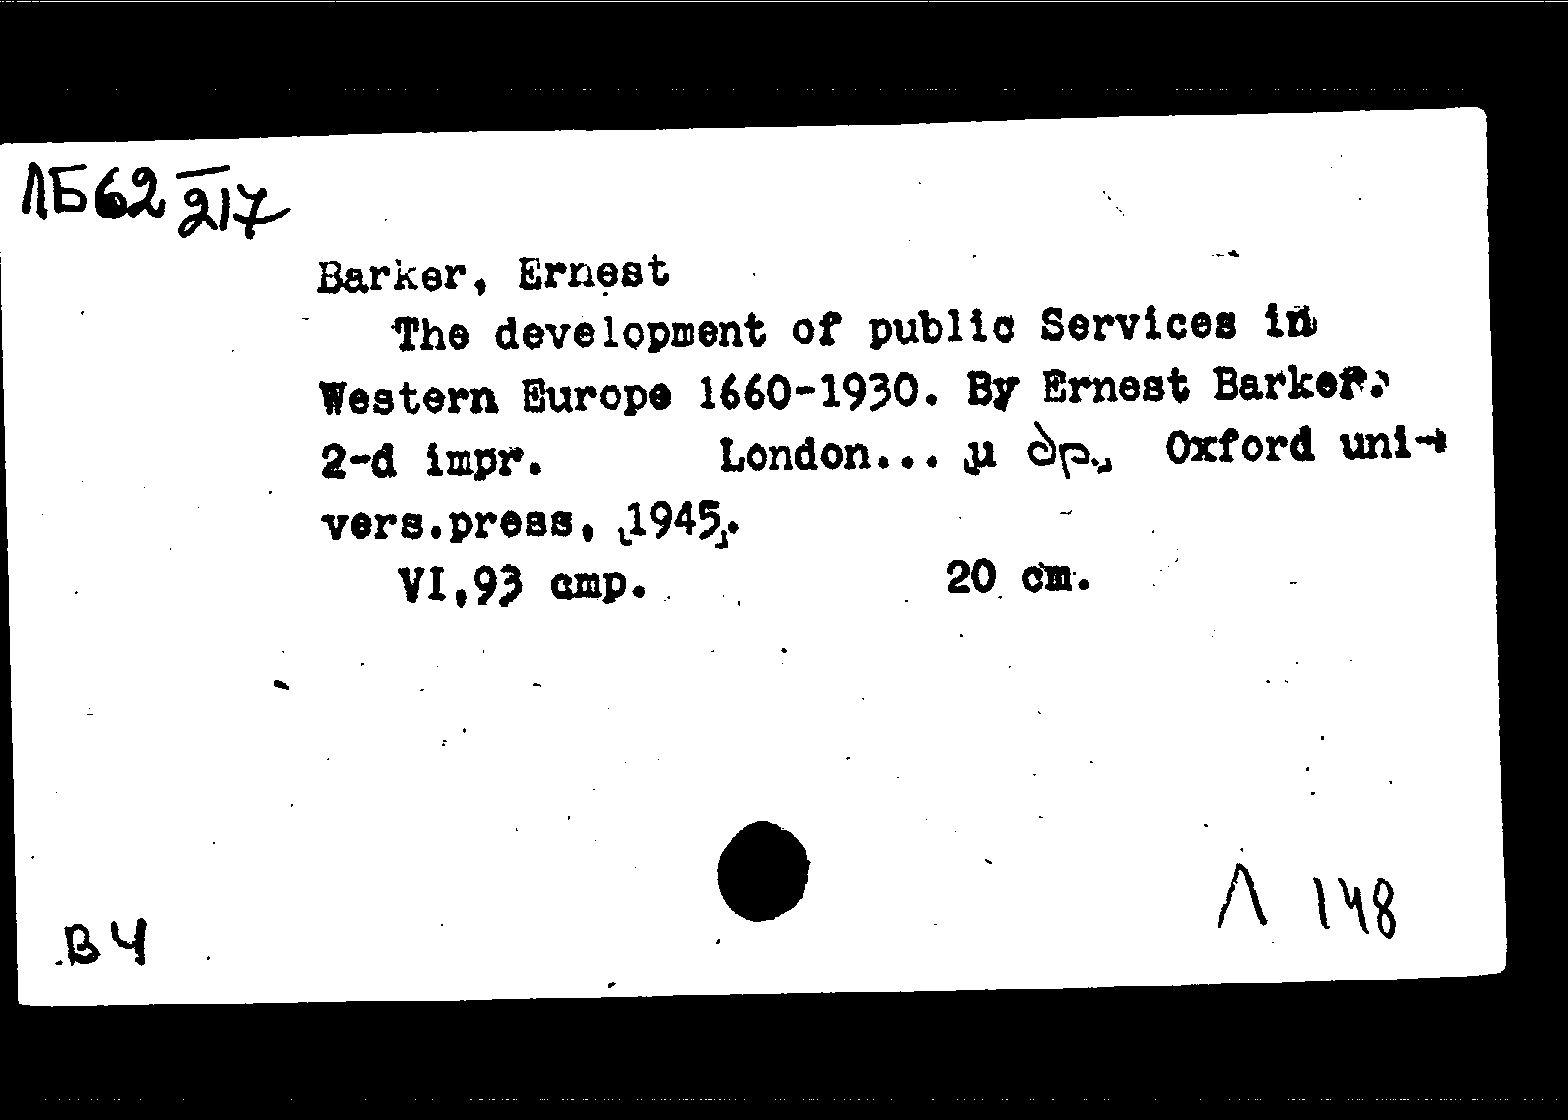 ЛБ62 217
Barker, Ernest
The development of public Services in
Western Europe 1660-1930. By Ernest Barker.
2-d impr. London... [и др.], Oxford uni-
vers.press, [1945].
VI,93 стр. 20 см.
Л 148
В4